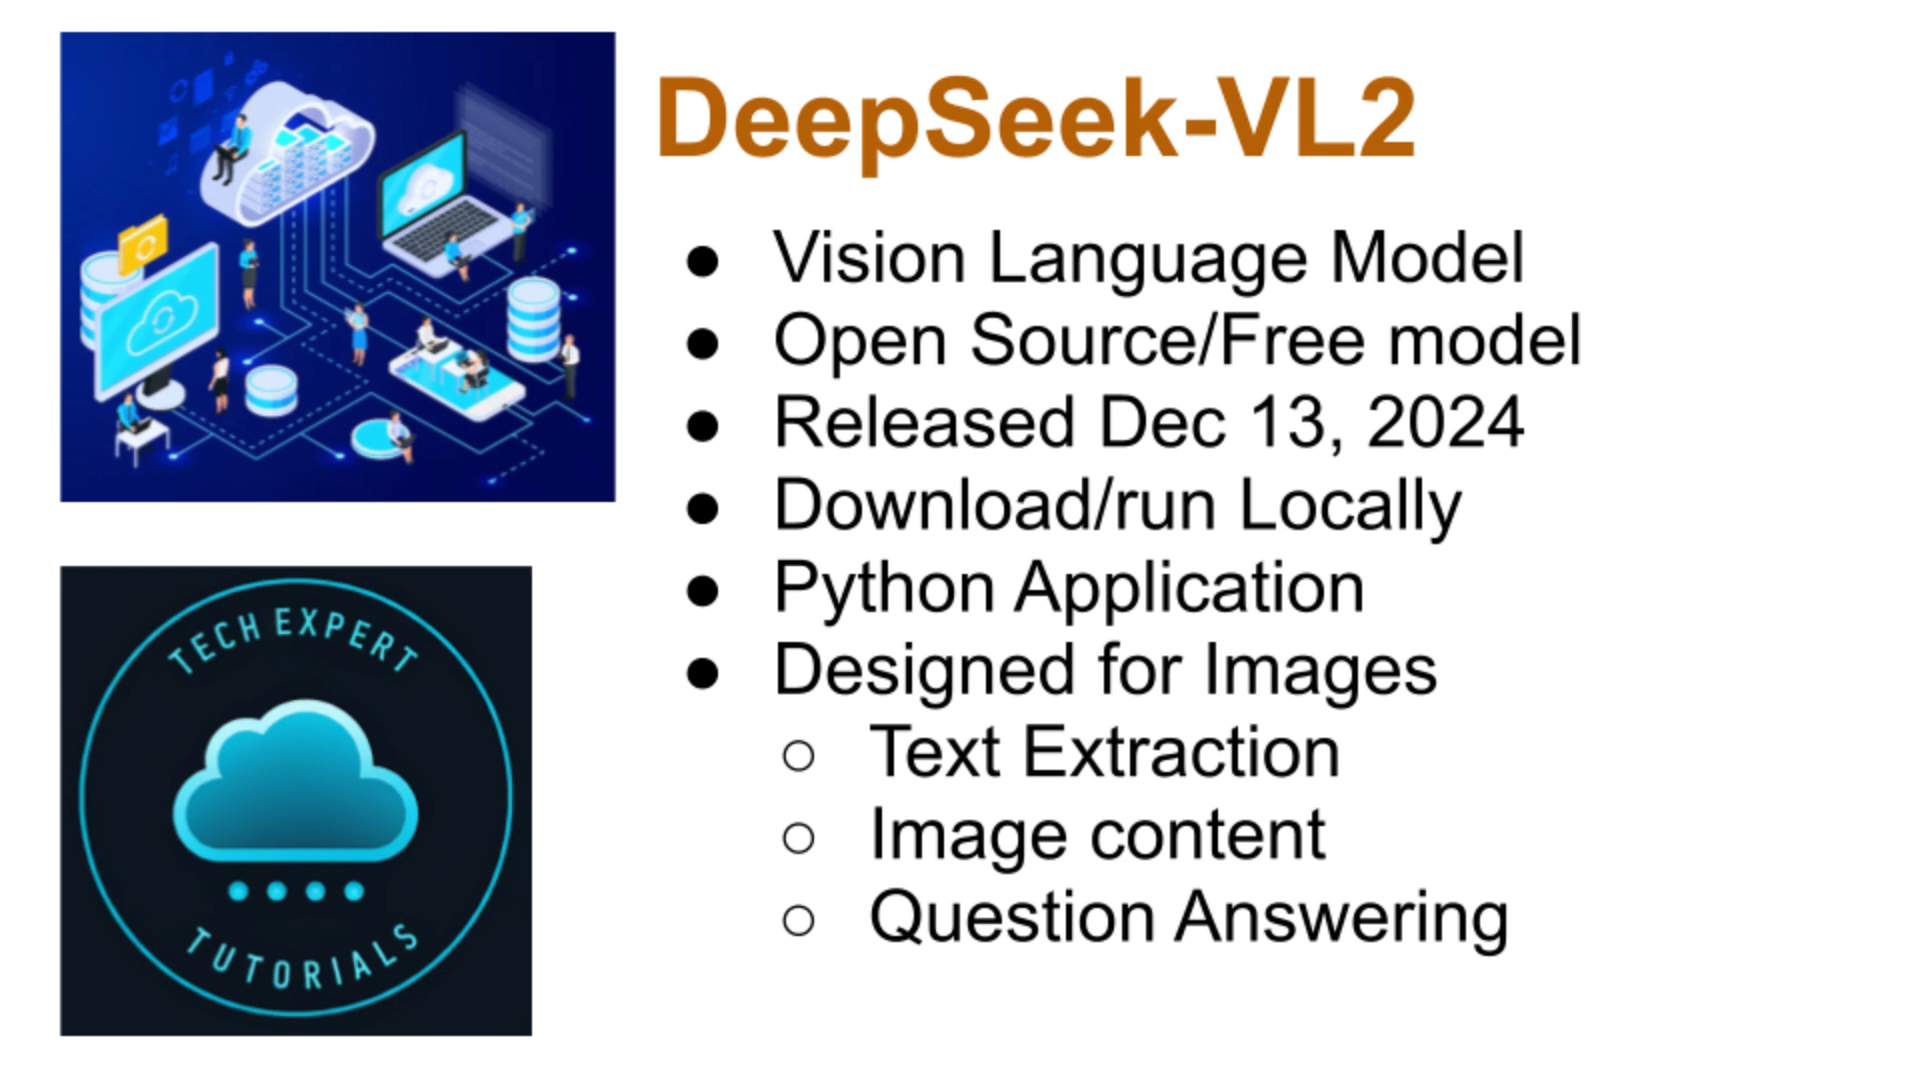 DeepSeek-VL2
● Vision Language Model
● Open Source/Free model
● Released Dec 13, 2024
● Download/run Locally
● Python Application
● Designed for Images
○ Text Extraction
○ Image content
○ Question Answering
TECH EXPERT
TUTORIALS